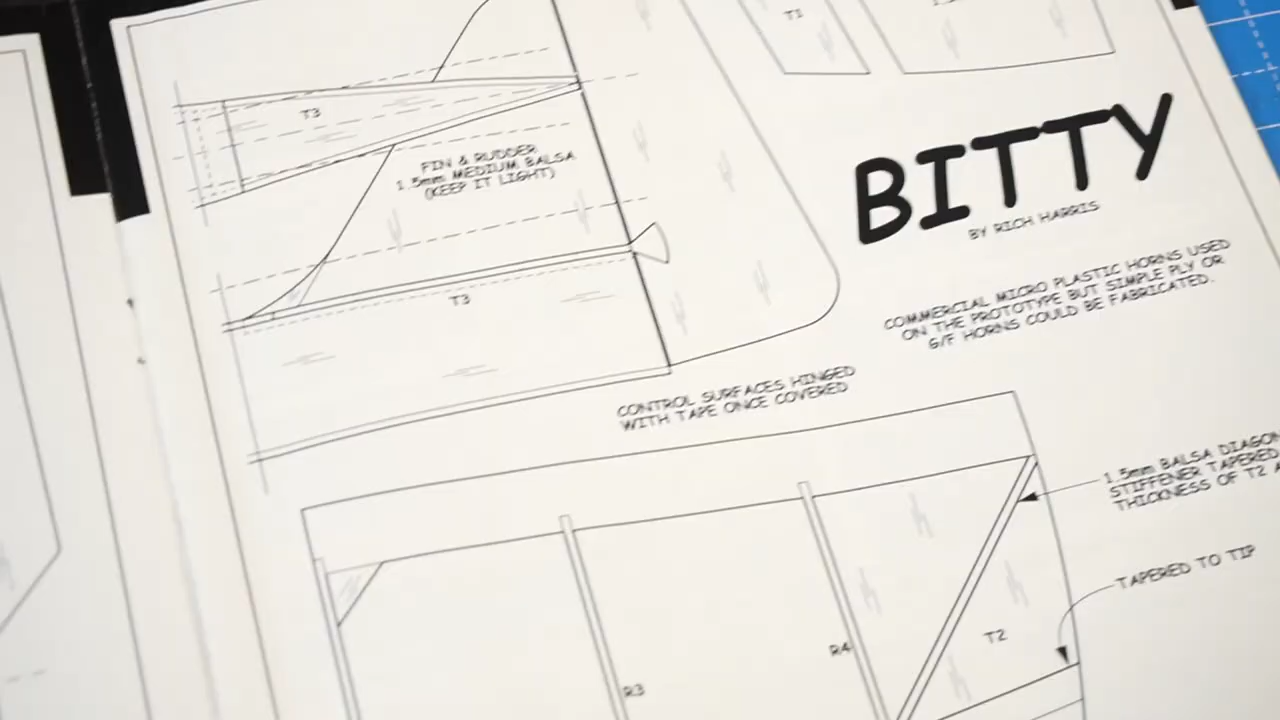 T1
T3
FIN & RUDDER
1.5mm MEDIUM BALSA
(KEEP IT LIGHT)
BITTY
BY RICH HARRIS
T3
COMMERCIAL MICRO PLASTIC HORNS USED
ON THE PROTOTYPE BUT SIMPLE PLY OR
G/F HORNS COULD BE FABRICATED.
CONTROL SURFACES HINGED
WITH TAPE ONCE COVERED
1.5mm BALSA DIAGON
STIFFENER TAPERED
THICKNESS OF T2 A
TAPERED TO TIP
T2
R4
R3